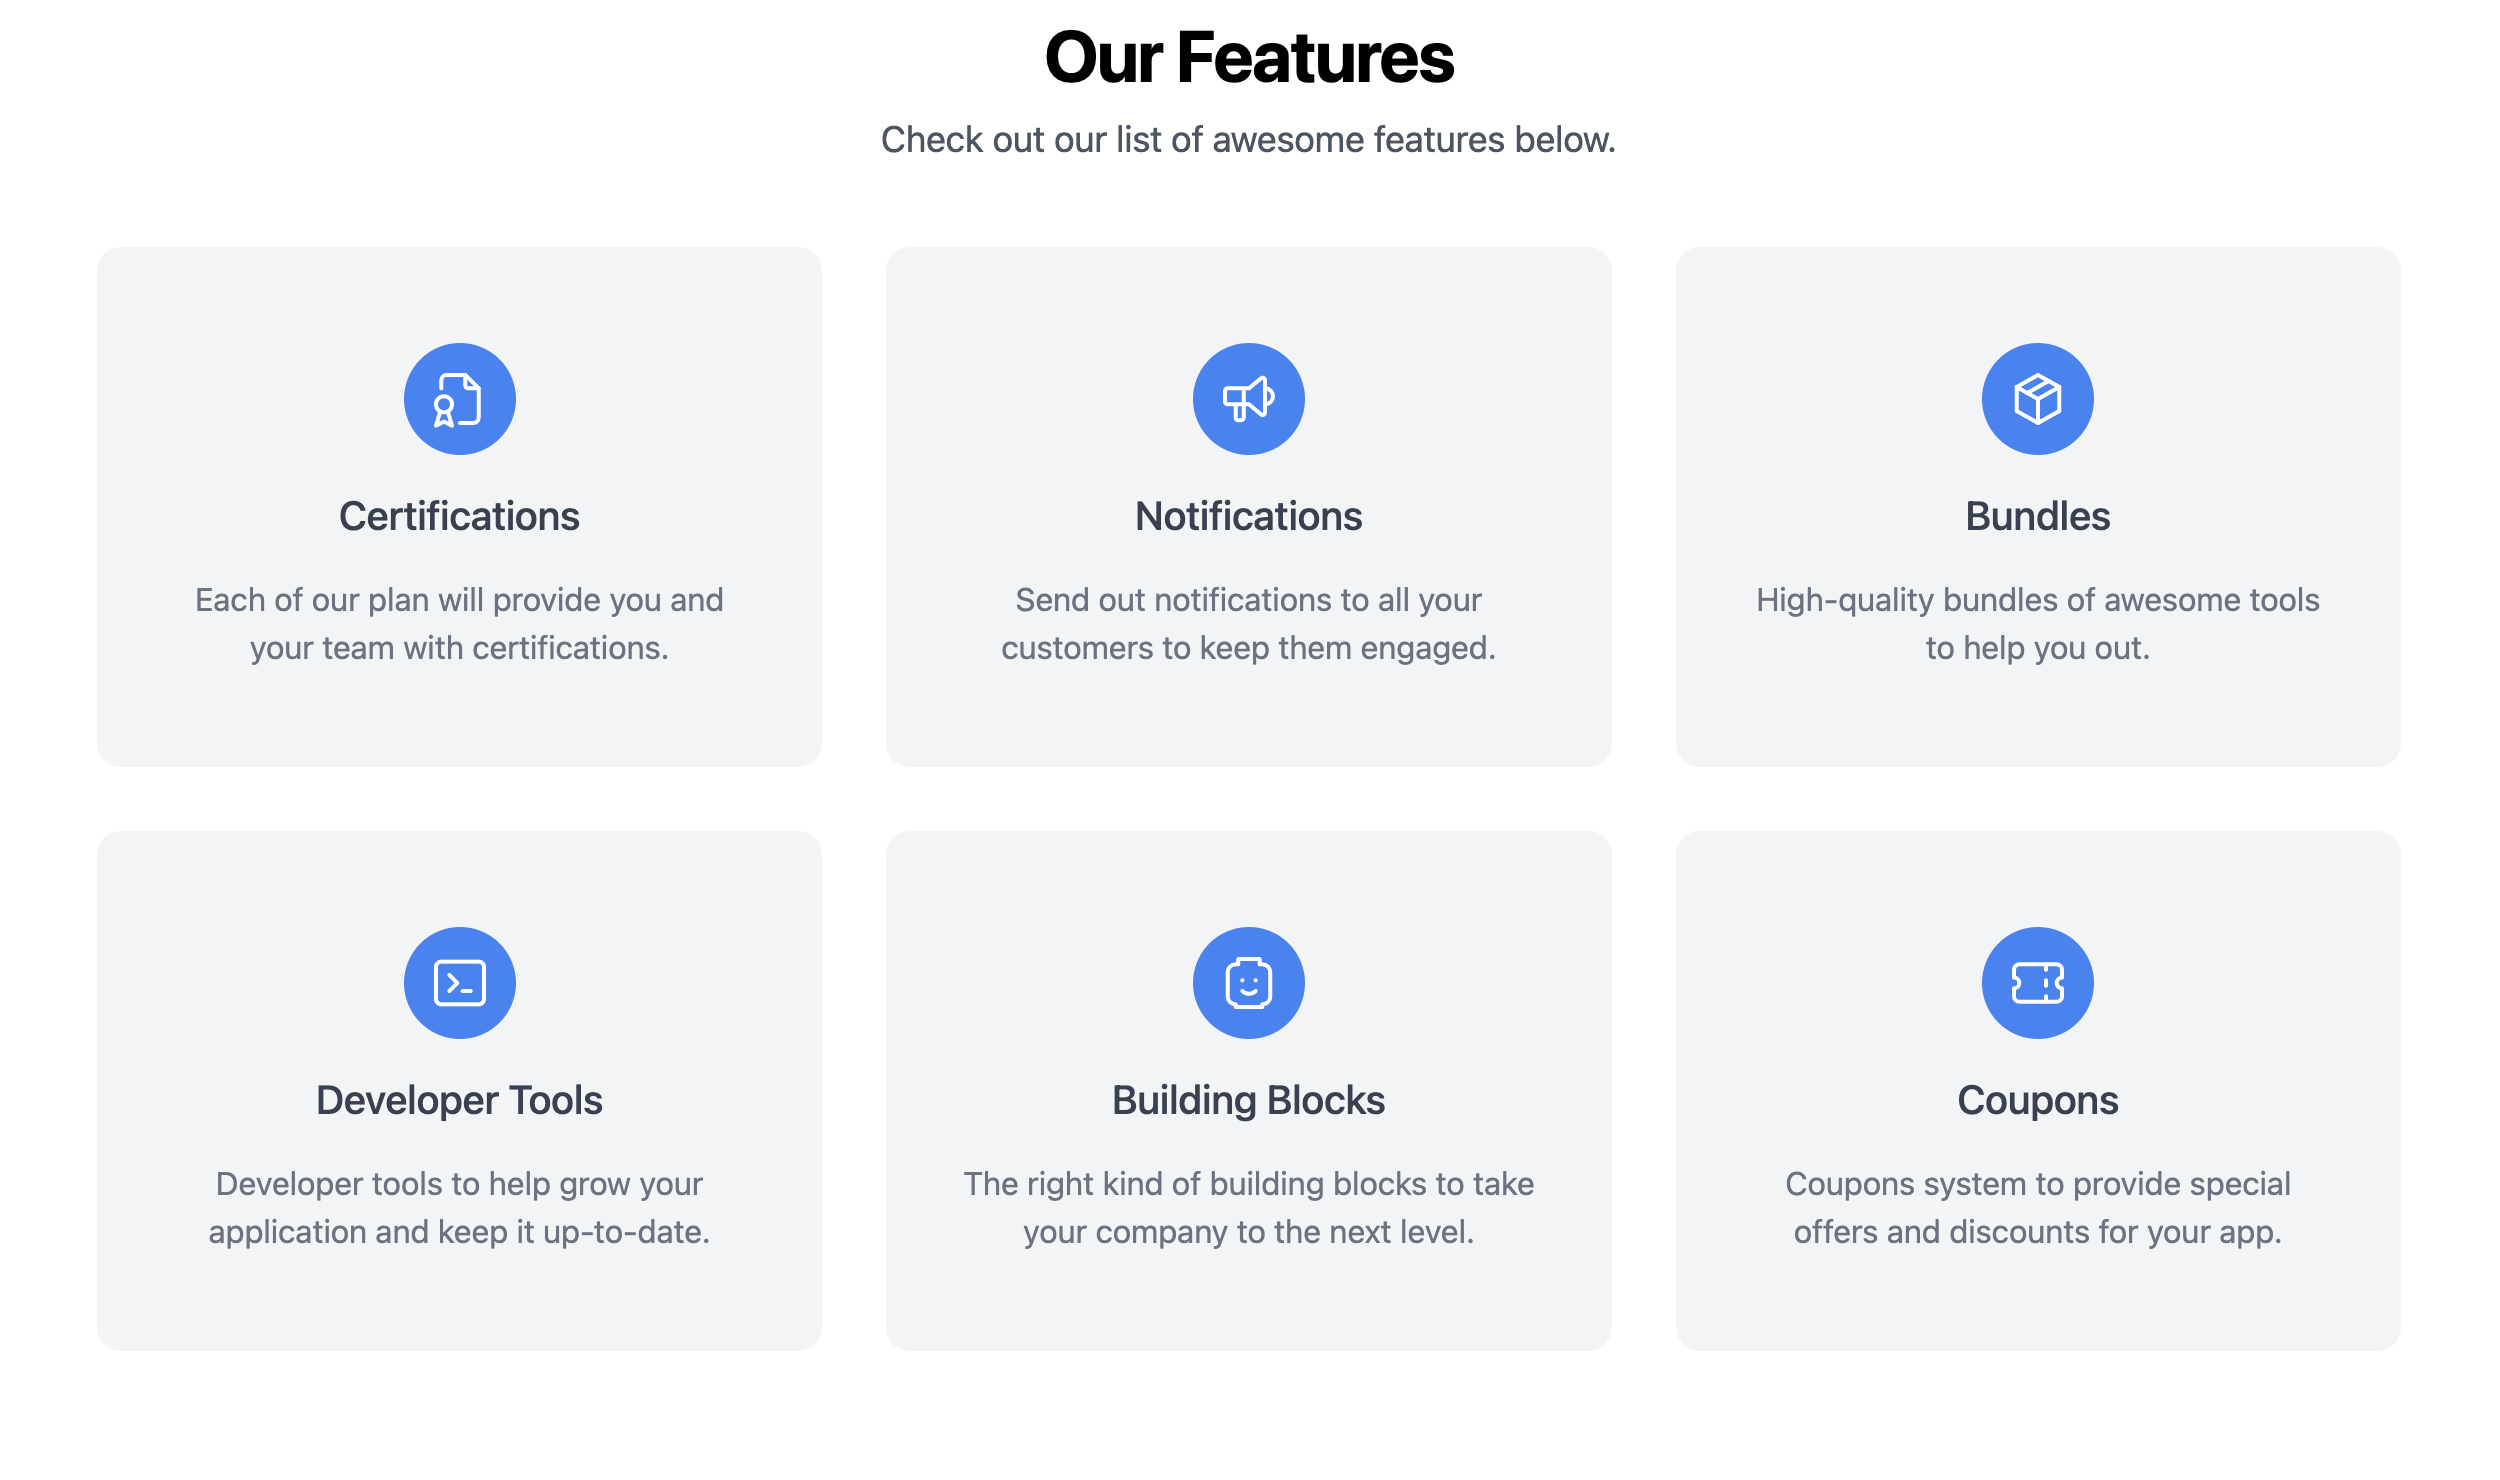 Our Features
Check out our list of awesome features below.
Certifications
Each of our plan will provide you and
your team with certifications.
Notifications
Send out notifications to all your
customers to keep them engaged.
Bundles
High-quality bundles of awesome tools
to help you out.
Developer Tools
Developer tools to help grow your
application and keep it up-to-date.
Building Blocks
The right kind of building blocks to take
your company to the next level.
Coupons
Coupons system to provide special
offers and discounts for your app.